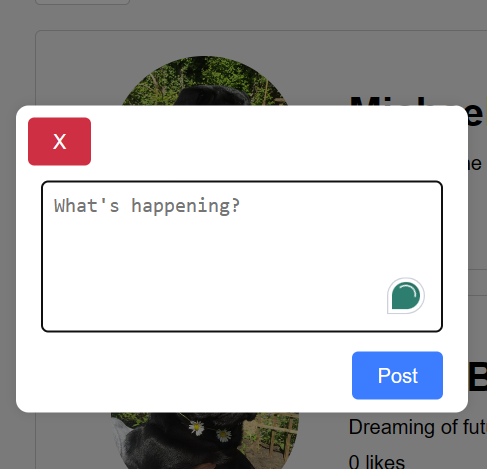 X
What's happening?
Post
Dreaming of fut
0 likes